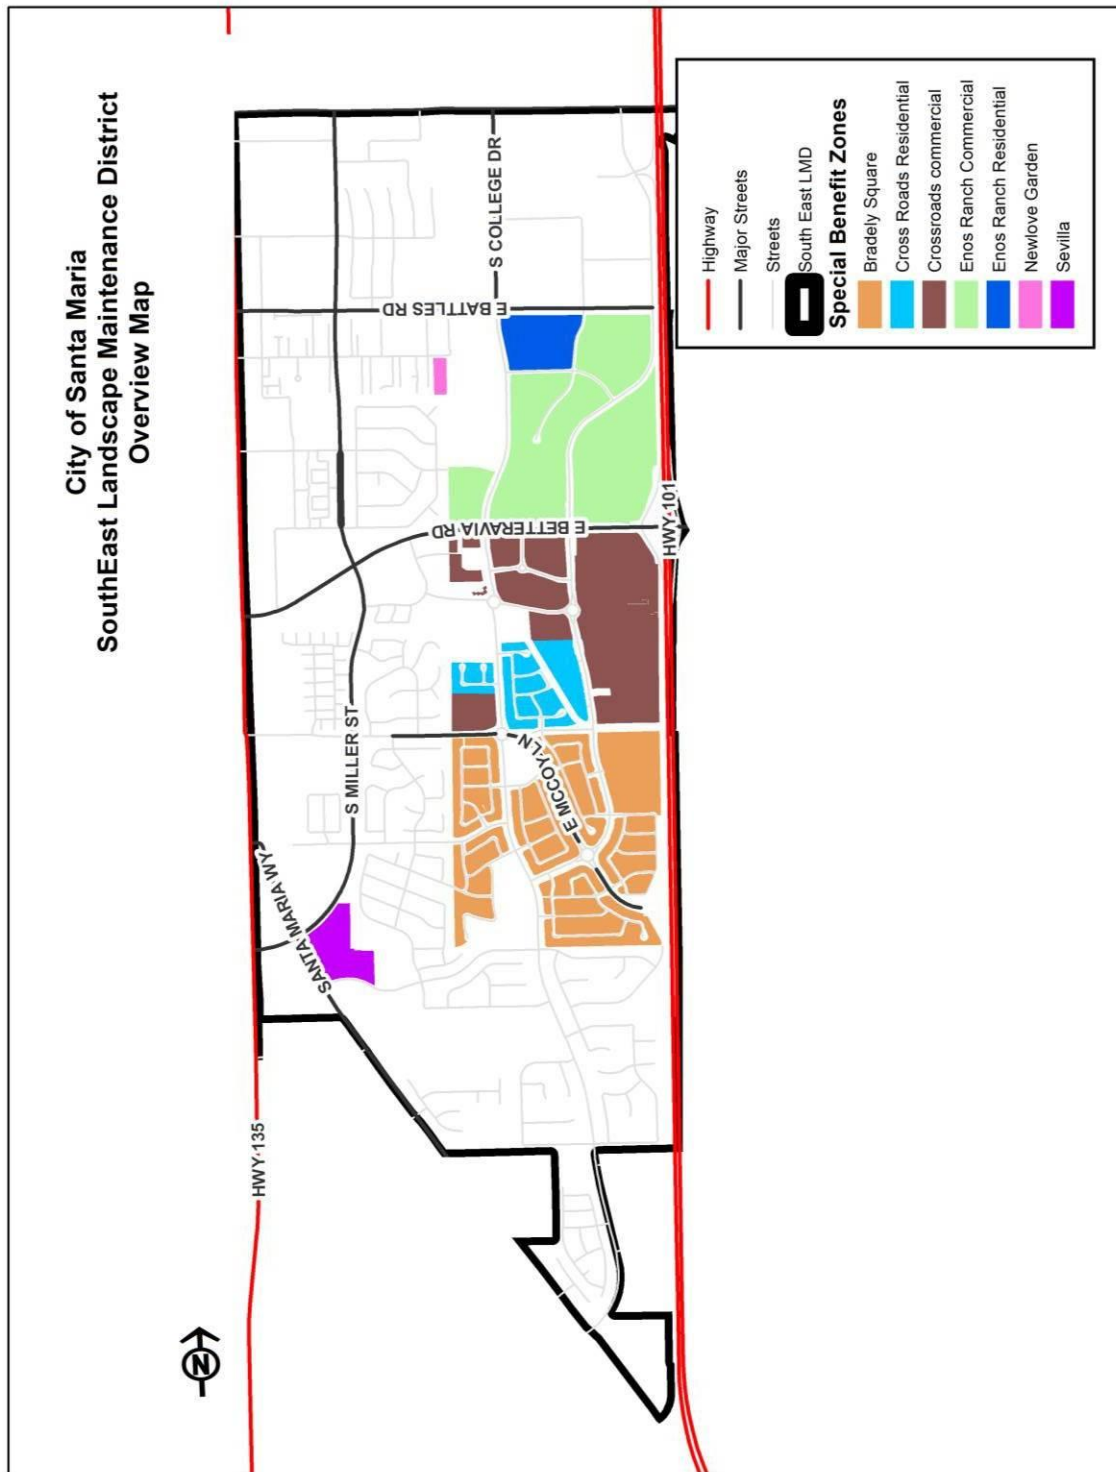 City of Santa Maria
SouthEast Landscape Maintenance District
Overview Map
HWY 135
S COLLEGE DR
E BATTLES RD
E BETTERAVIA RD
HWY 101
S MILLER ST
E MCCOY LN
SANTA MARIA WY
N
Highway
Major Streets
Streets
South East LMD
Special Benefit Zones
Bradely Square
Cross Roads Residential
Crossroads commercial
Enos Ranch Commercial
Enos Ranch Residential
Newlove Garden
Sevilla